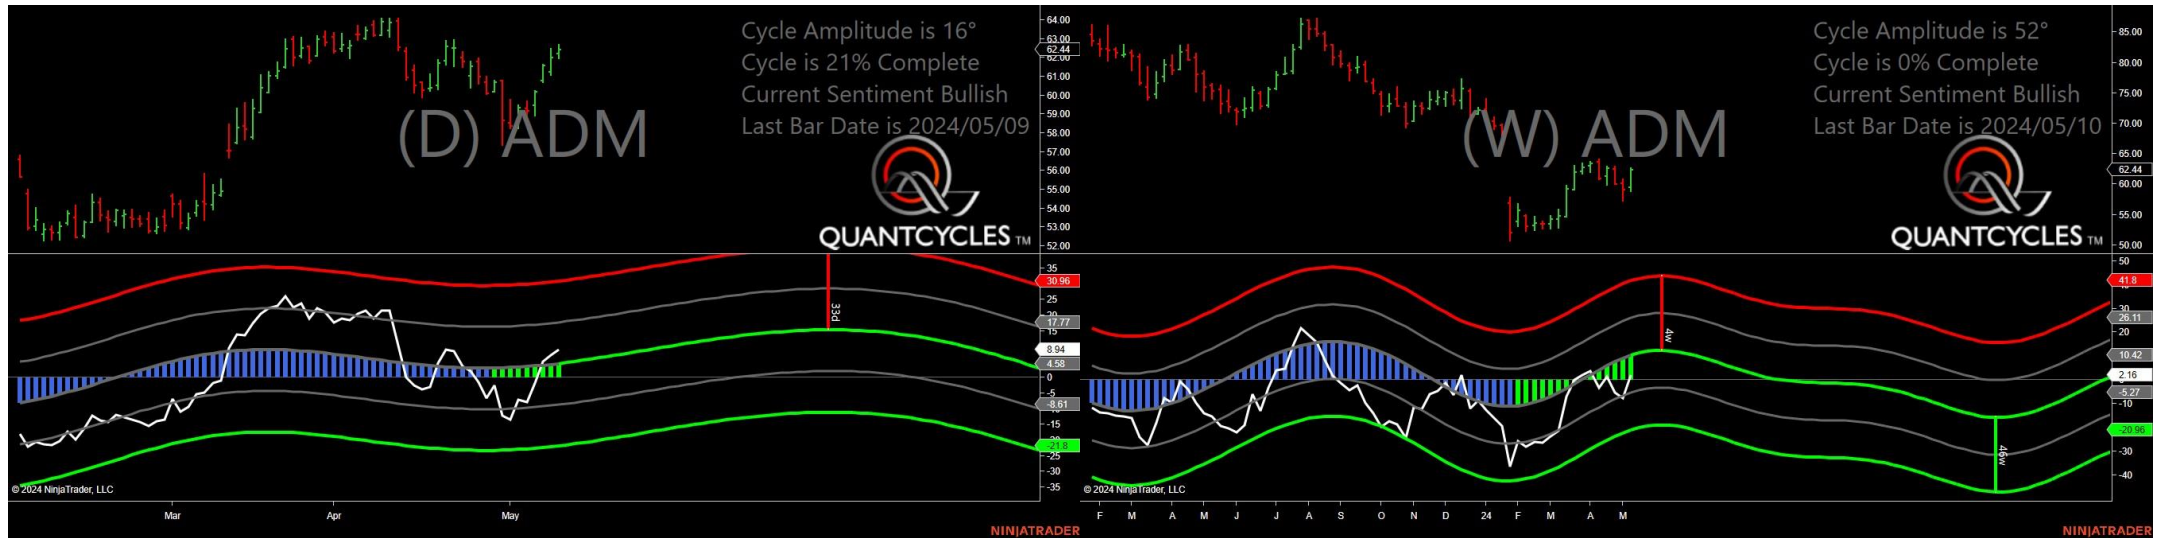 Cycle Amplitude is 16°
Cycle is 21% Complete
Current Sentiment Bullish
Last Bar Date is 2024/05/09
(D) ADM
QUANTCYCLES TM
64.00
63.00
62.44
62.00
61.00
60.00
59.00
58.00
57.00
56.00
55.00
54.00
53.00
52.00
35
30.96
25
17.77
15
8.94
4.58
0
-5
-8.61
-15
-21.8
-25
-30
-35
33d
© 2024 NinjaTrader, LLC
Mar Apr May
NINJATRADER
Cycle Amplitude is 52°
Cycle is 0% Complete
Current Sentiment Bullish
Last Bar Date is 2024/05/10
(W) ADM
QUANTCYCLES TM
85.00
80.00
75.00
70.00
65.00
62.44
60.00
55.00
50.00
50
41.8
30
26.11
20
10.42
2.16
-5.27
-10
-20.96
-30
-40
4w
46w
© 2024 NinjaTrader, LLC
F M A M J J A S O N D 24 F M A M
NINJATRADER